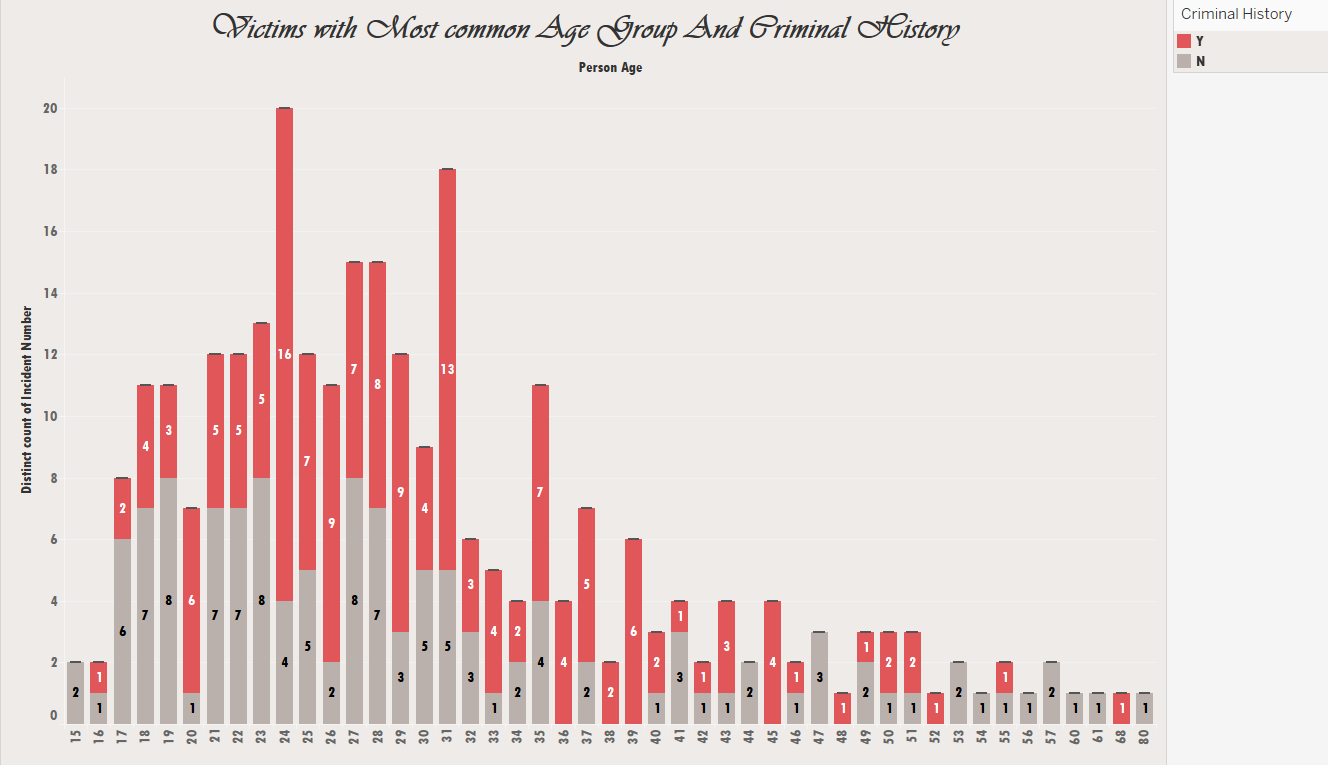 Victims with Most common Age Group And Criminal History
Person Age
Criminal History
Y
N
Distinct count of Incident Number
20
18
16
14
12
10
8
6
4
2
0
1 2 4 3 6 5 5 5 16 7 9 7 8 9 4 13 3 4 2 7 4 5 2 6 2 1 1 3 4 1 1 1 2 2 1 1 1
2 1 6 7 8 1 7 7 8 4 5 2 8 7 3 5 5 3 1 2 4 2 1 3 1 1 2 1 3 2 1 1 2 1 1 1 2 1 1 1
15 16 17 18 19 20 21 22 23 24 25 26 27 28 29 30 31 32 33 34 35 36 37 38 39 40 41 42 43 44 45 46 47 48 49 50 51 52 53 54 55 56 57 60 61 68 80